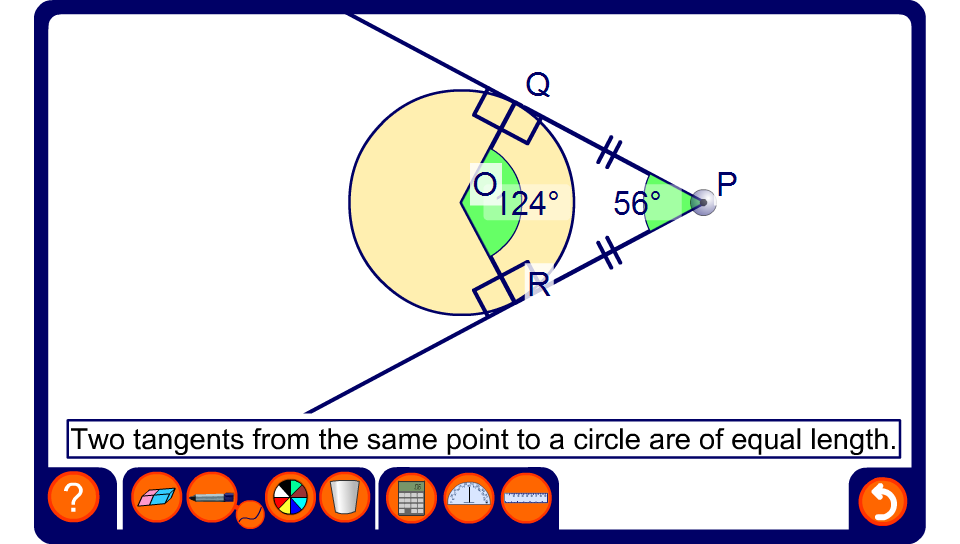 Q
O
124°
56°
P
R
Two tangents from the same point to a circle are of equal length.
?